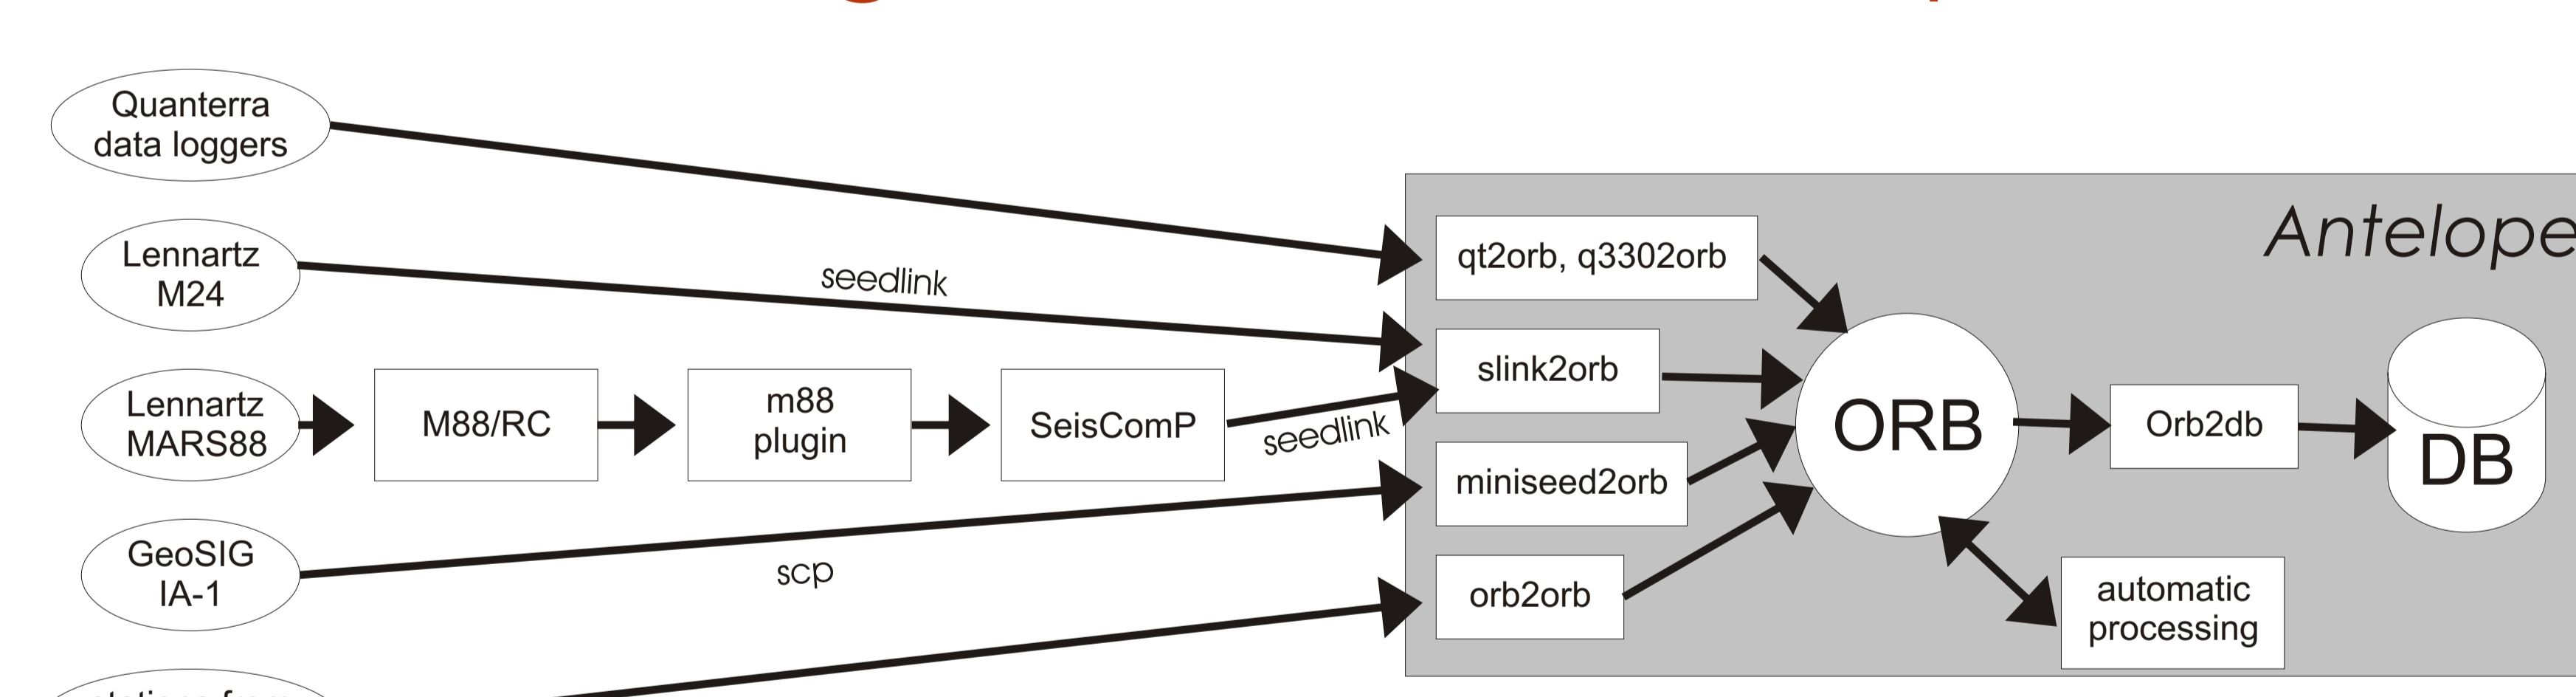 Quanterra
data loggers
Lennartz
M24
seedlink
Lennartz
MARS88
M88/RC
m88
plugin
SeisComP
seedlink
GeoSIG
IA-1
scp
Antelope
qt2orb, q3302orb
slink2orb
miniseed2orb
orb2orb
ORB
Orb2db
DB
automatic
processing